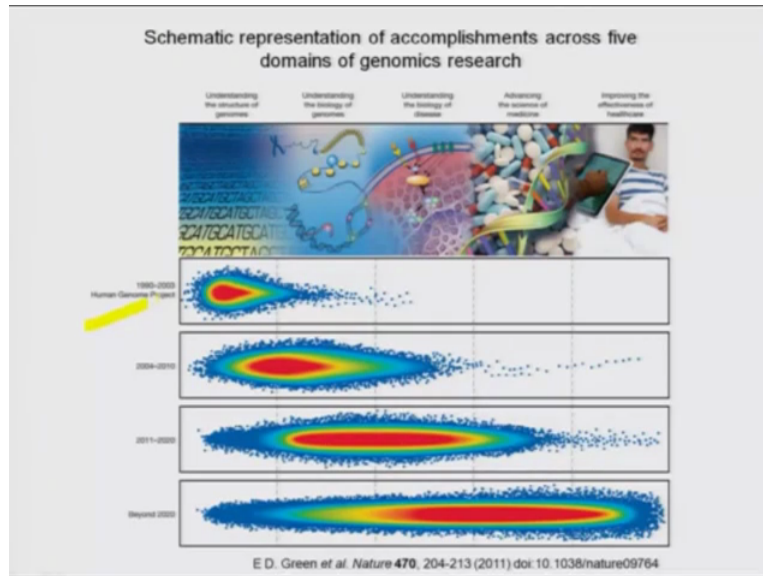 Schematic representation of accomplishments across five
domains of genomics research
Understanding
the structure of
genomes
Understanding
the biology of
genomes
Understanding
the biology of
disease
Advancing
the science of
medicine
Improving the
effectiveness of
healthcare
GCATGCATGCTAGC
GCATGCATGCAT
1990–2003
Human Genome Project
2004–2010
2011–2020
Beyond 2020
E D. Green et al. Nature 470, 204-213 (2011) doi:10.1038/nature09764